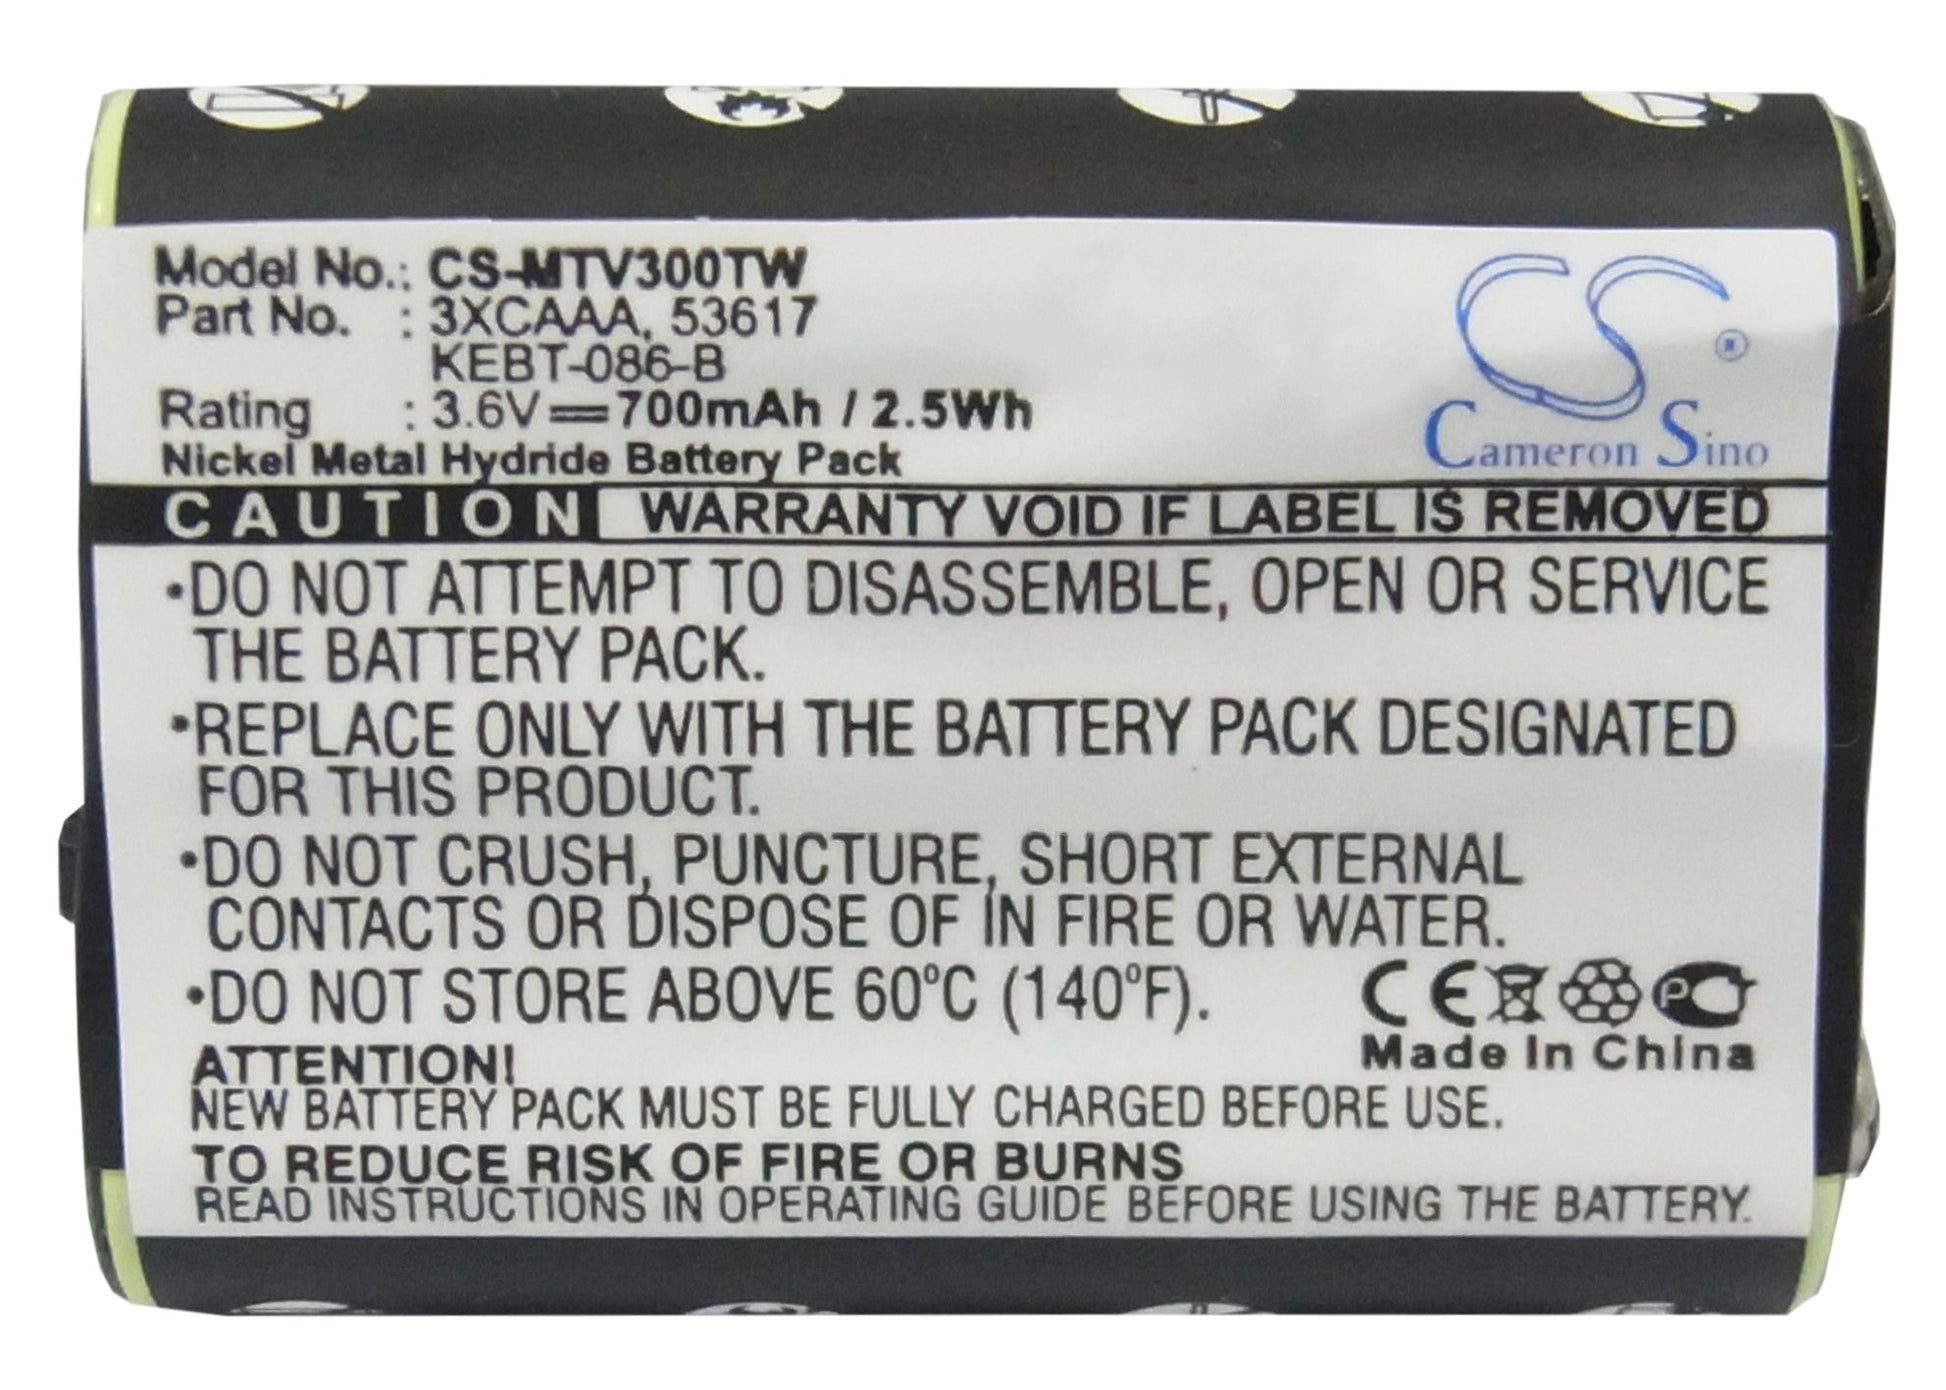 Model No.: CS-MTV300TW
Part No. : 3XCAAA, 53617
KEBT-086-B
Rating : 3.6V 700mAh / 2.5Wh
Nickel Metal Hydride Battery Pack
CS ®
Cameron Sino
CAUTION WARRANTY VOID IF LABEL IS REMOVED
•DO NOT ATTEMPT TO DISASSEMBLE, OPEN OR SERVICE
THE BATTERY PACK.
•REPLACE ONLY WITH THE BATTERY PACK DESIGNATED
FOR THIS PRODUCT.
•DO NOT CRUSH, PUNCTURE, SHORT EXTERNAL
CONTACTS OR DISPOSE OF IN FIRE OR WATER.
•DO NOT STORE ABOVE 60°C (140°F).
CE
Made In China
ATTENTION!
NEW BATTERY PACK MUST BE FULLY CHARGED BEFORE USE.
TO REDUCE RISK OF FIRE OR BURNS
READ INSTRUCTIONS IN OPERATING GUIDE BEFORE USING THE BATTERY.